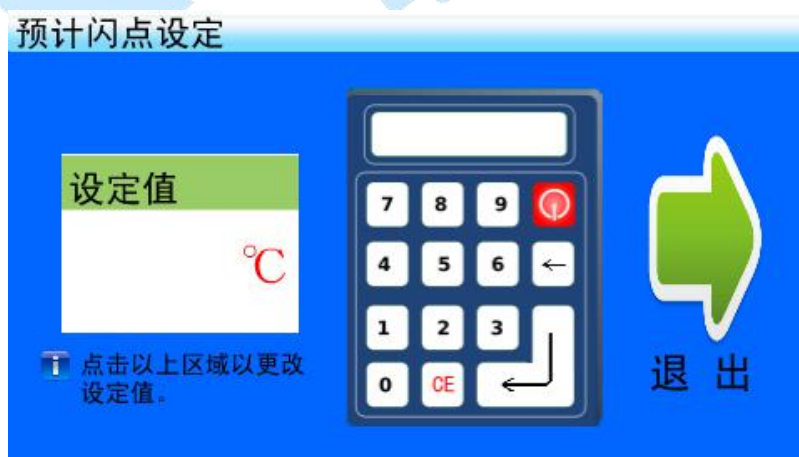 预计闪点设定
设定值
℃
点击以上区域以更改
设定值。
7 8 9
4 5 6 ←
1 2 3
0 CE
退 出